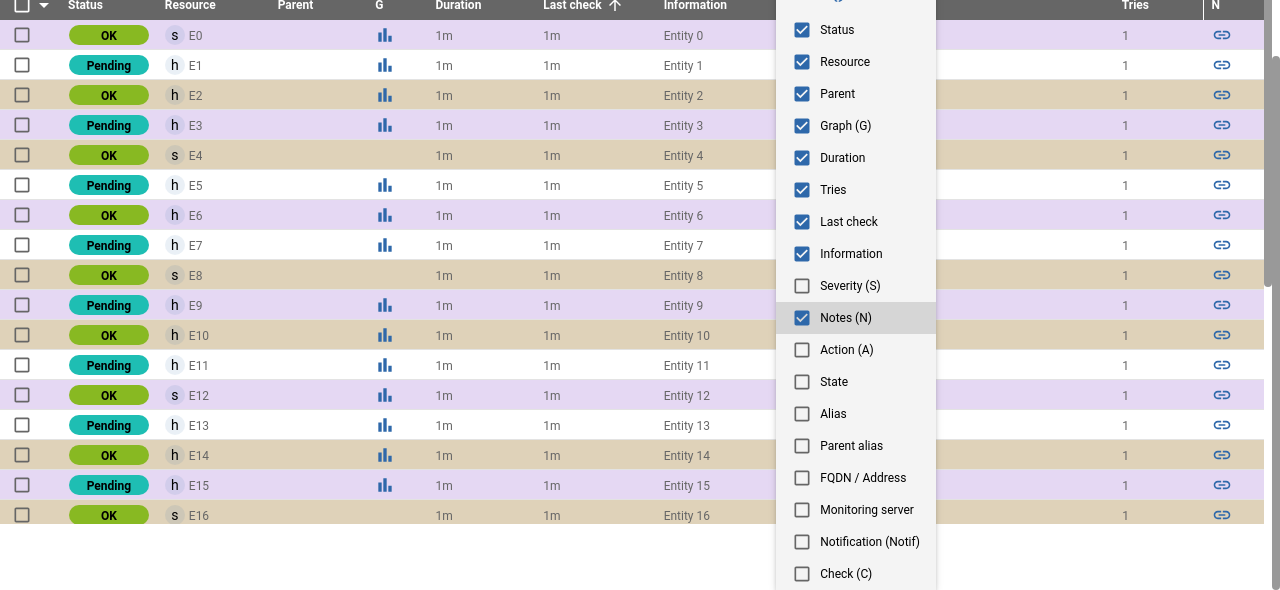 Status Resource Parent G Duration Last check Information Tries N
OK s E0 1m 1m Entity 0 1
Pending h E1 1m 1m Entity 1 1
OK h E2 1m 1m Entity 2 1
Pending h E3 1m 1m Entity 3 1
OK s E4 1m 1m Entity 4 1
Pending h E5 1m 1m Entity 5 1
OK h E6 1m 1m Entity 6 1
Pending h E7 1m 1m Entity 7 1
OK s E8 1m 1m Entity 8 1
Pending h E9 1m 1m Entity 9 1
OK h E10 1m 1m Entity 10 1
Pending h E11 1m 1m Entity 11 1
OK s E12 1m 1m Entity 12 1
Pending h E13 1m 1m Entity 13 1
OK h E14 1m 1m Entity 14 1
Pending h E15 1m 1m Entity 15 1
OK s E16 1m 1m Entity 16 1
Status
Resource
Parent
Graph (G)
Duration
Tries
Last check
Information
Severity (S)
Notes (N)
Action (A)
State
Alias
Parent alias
FQDN / Address
Monitoring server
Notification (Notif)
Check (C)